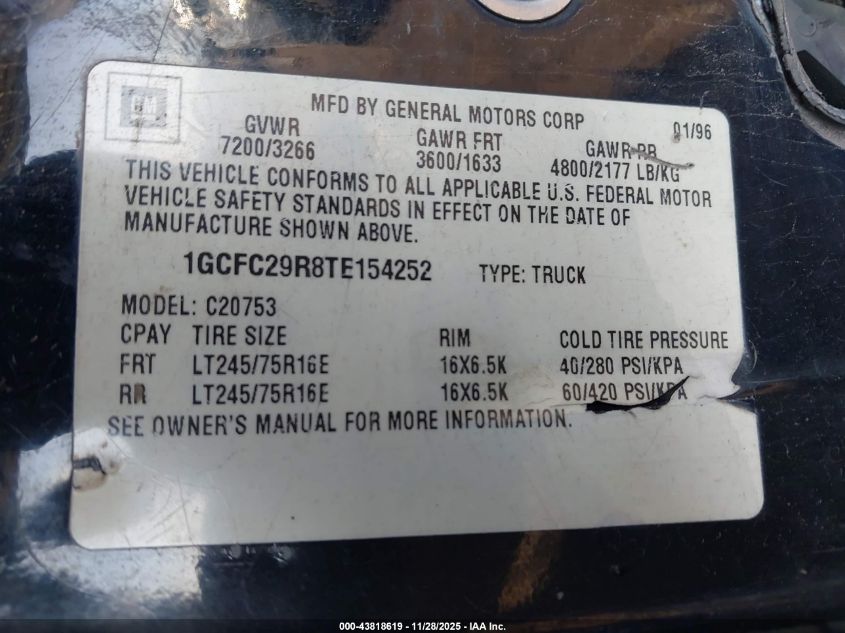 GM
MFD BY GENERAL MOTORS CORP 01/96
GVWR GAWR FRT GAWR RR
7200/3266 3600/1633 4800/2177 LB/KG
THIS VEHICLE CONFORMS TO ALL APPLICABLE U.S. FEDERAL MOTOR
VEHICLE SAFETY STANDARDS IN EFFECT ON THE DATE OF
MANUFACTURE SHOWN ABOVE.
1GCFC29R8TE154252 TYPE: TRUCK
MODEL: C20753
CPAY TIRE SIZE RIM COLD TIRE PRESSURE
FRT LT245/75R16E 16X6.5K 40/280 PSI/KPA
RR LT245/75R16E 16X6.5K 60/420 PSI/KPA
SEE OWNER'S MANUAL FOR MORE INFORMATION.
000-43818619 - 11/28/2025 - IAA Inc.